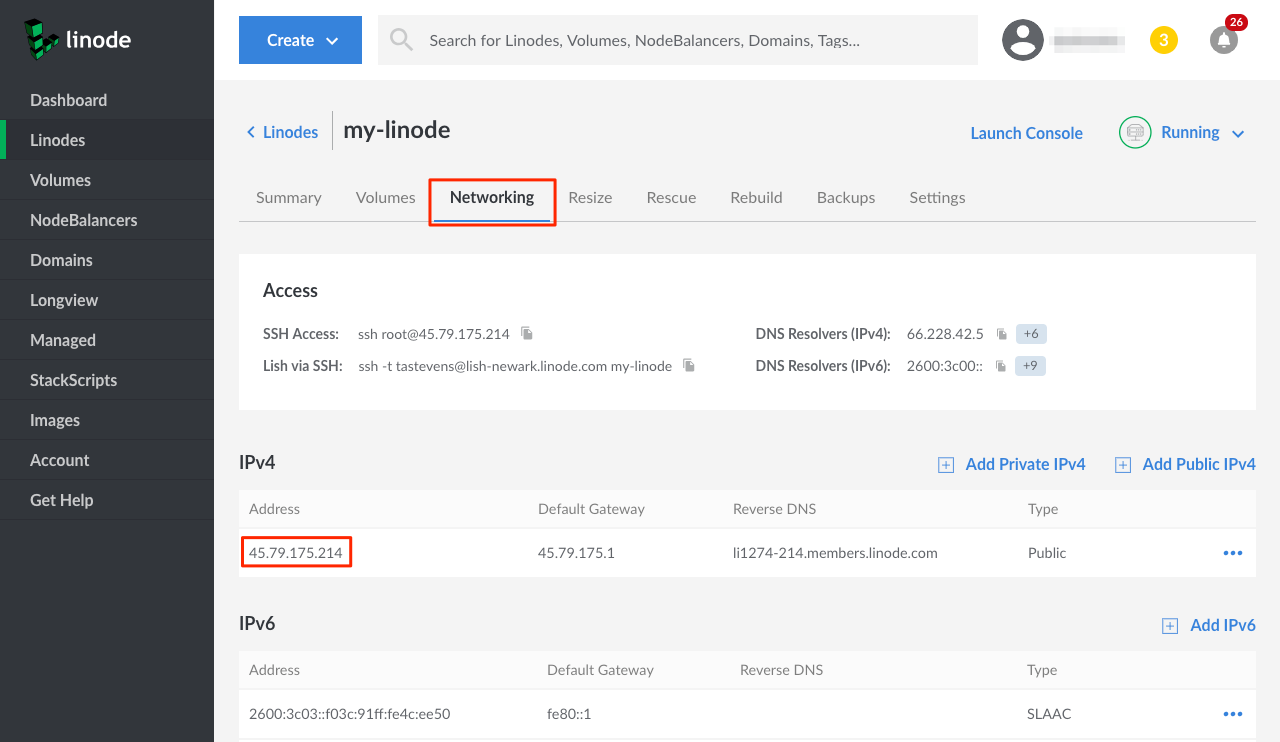 linode
Create
Search for Linodes, Volumes, NodeBalancers, Domains, Tags...
3
26
Dashboard
Linodes
Volumes
NodeBalancers
Domains
Longview
Managed
StackScripts
Images
Account
Get Help
Linodes
my-linode
Launch Console
Running
Summary Volumes Networking Resize Rescue Rebuild Backups Settings
Access
SSH Access: ssh root@45.79.175.214
DNS Resolvers (IPv4): 66.228.42.5 +6
Lish via SSH: ssh -t tastevens@lish-newark.linode.com my-linode
DNS Resolvers (IPv6): 2600:3c00:: +9
IPv4
Add Private IPv4 Add Public IPv4
Address Default Gateway Reverse DNS Type
45.79.175.214 45.79.175.1 li1274-214.members.linode.com Public
IPv6
Add IPv6
Address Default Gateway Reverse DNS Type
2600:3c03::f03c:91ff:fe4c:ee50 fe80::1 SLAAC